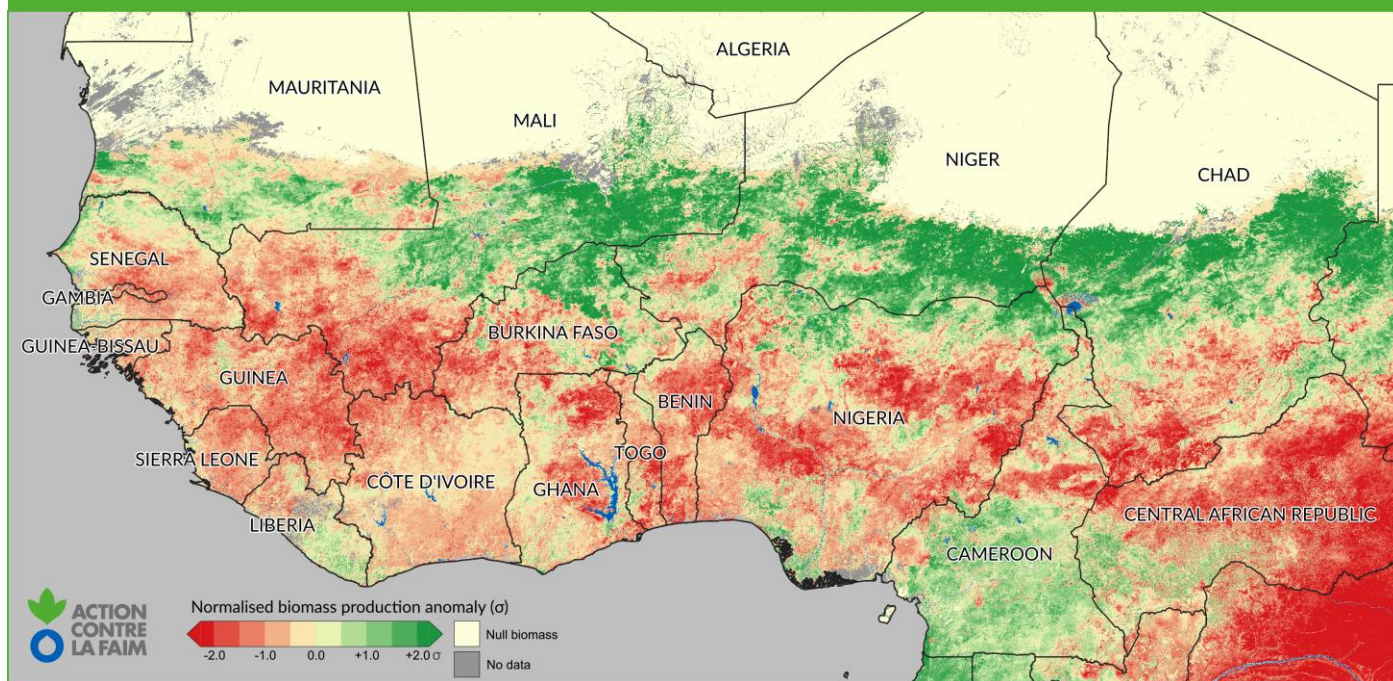 ALGERIA
MAURITANIA
MALI
NIGER
CHAD
SENEGAL
GAMBIA
BURKINA FASO
GUINEA-BISSAU
GUINEA
BENIN
NIGERIA
SIERRA LEONE
TOGO
CÔTE D'IVOIRE
GHANA
LIBERIA
CENTRAL AFRICAN REPUBLIC
CAMEROON
ACTION
CONTRE
LA FAIM
Normalised biomass production anomaly (σ)
-2.0 -1.0 0.0 +1.0 +2.0 σ
Null biomass
No data